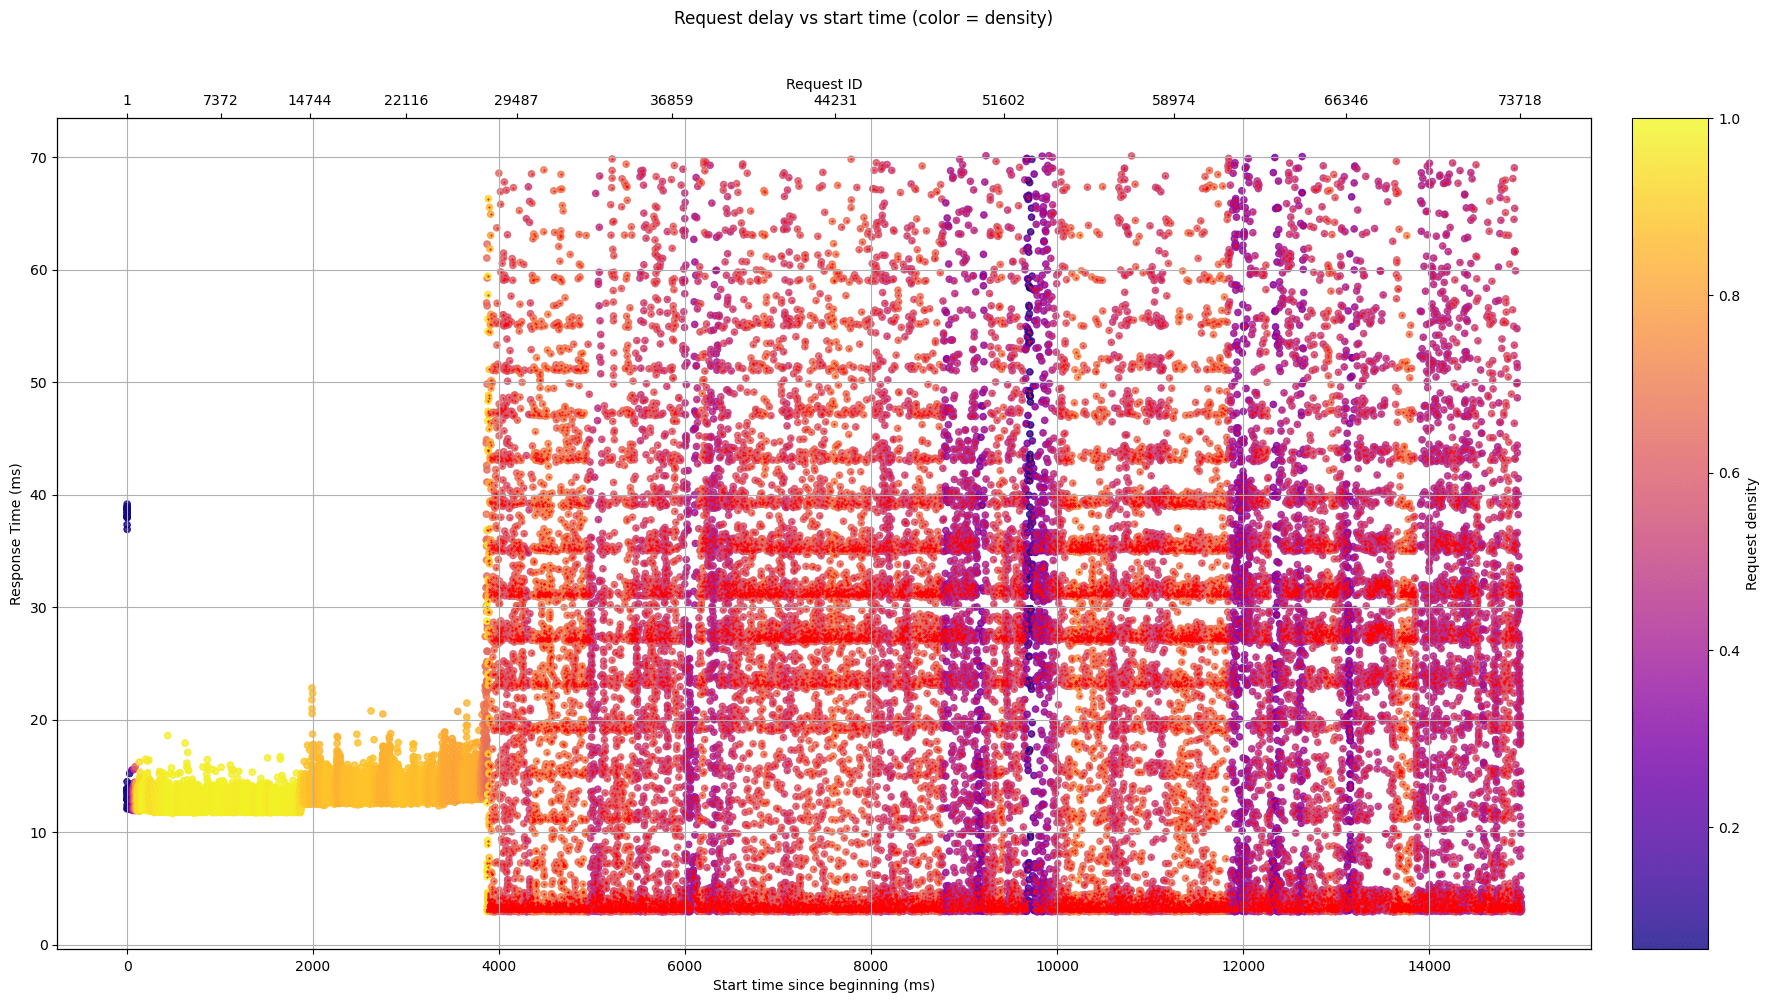 Request delay vs start time (color = density)
Request ID
1 7372 14744 22116 29487 36859 44231 51602 58974 66346 73718
Response Time (ms)
70
60
50
40
30
20
10
0
0 2000 4000 6000 8000 10000 12000 14000
Start time since beginning (ms)
1.0
0.8
0.6
0.4
0.2
Request density